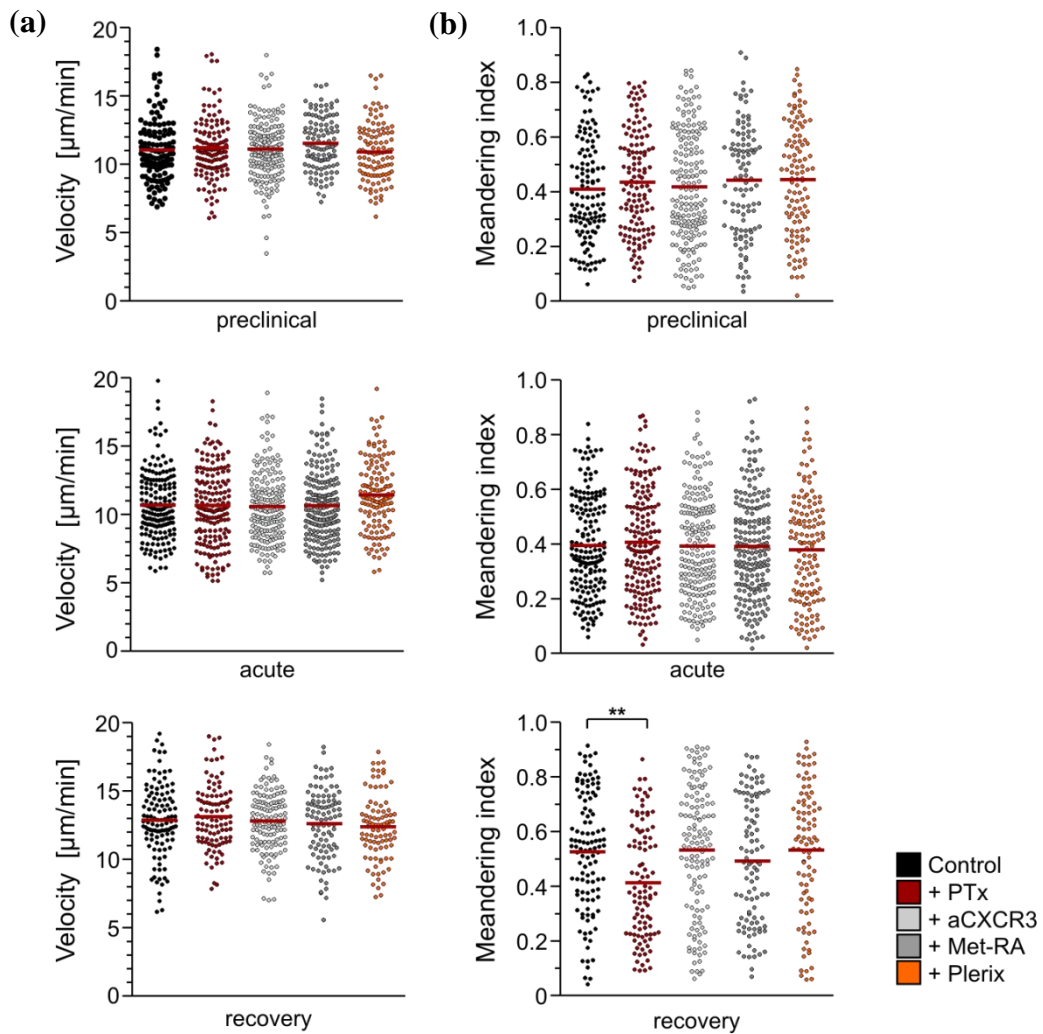 (a)
(b)
Velocity [µm/min]
20
15
10
5
0
preclinical
Meandering index
1.0
0.8
0.6
0.4
0.2
0
preclinical
Velocity [µm/min]
20
15
10
5
0
acute
Meandering index
1.0
0.8
0.6
0.4
0.2
0
acute
Velocity [µm/min]
20
15
10
5
0
recovery
Meandering index
1.0
0.8
0.6
0.4
0.2
0
**
recovery
Control
+ PTx
+ aCXCR3
+ Met-RA
+ Plerix